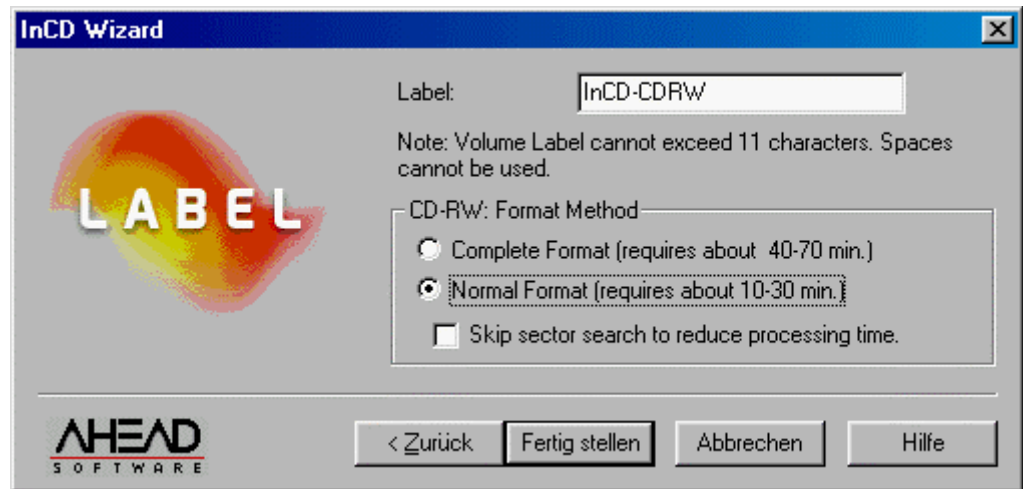 InCD Wizard
LABEL
Label: InCD-CDRW
Note: Volume Label cannot exceed 11 characters. Spaces
cannot be used.
CD-RW: Format Method
Complete Format (requires about 40-70 min.)
Normal Format (requires about 10-30 min.)
Skip sector search to reduce processing time.
AHEAD
SOFTWARE
< Zurück Fertig stellen Abbrechen Hilfe